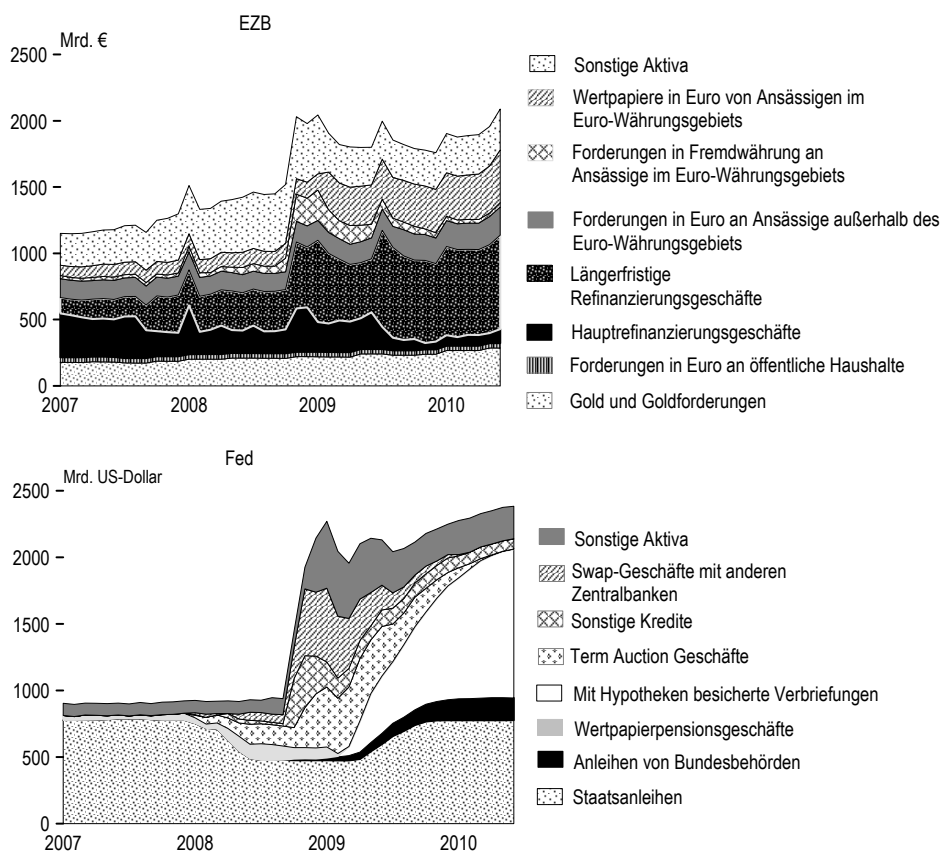 EZB
Mrd. €
2500
2000
1500
1000
500
0
2007 2008 2009 2010
Sonstige Aktiva
Wertpapiere in Euro von Ansässigen im
Euro-Währungsgebiets
Forderungen in Fremdwährung an
Ansässige im Euro-Währungsgebiets
Forderungen in Euro an Ansässige außerhalb des
Euro-Währungsgebiets
Längerfristige
Refinanzierungsgeschäfte
Hauptrefinanzierungsgeschäfte
Forderungen in Euro an öffentliche Haushalte
Gold und Goldforderungen
Fed
Mrd. US-Dollar
2500
2000
1500
1000
500
0
2007 2008 2009 2010
Sonstige Aktiva
Swap-Geschäfte mit anderen
Zentralbanken
Sonstige Kredite
Term Auction Geschäfte
Mit Hypotheken besicherte Verbriefungen
Wertpapierpensionsgeschäfte
Anleihen von Bundesbehörden
Staatsanleihen